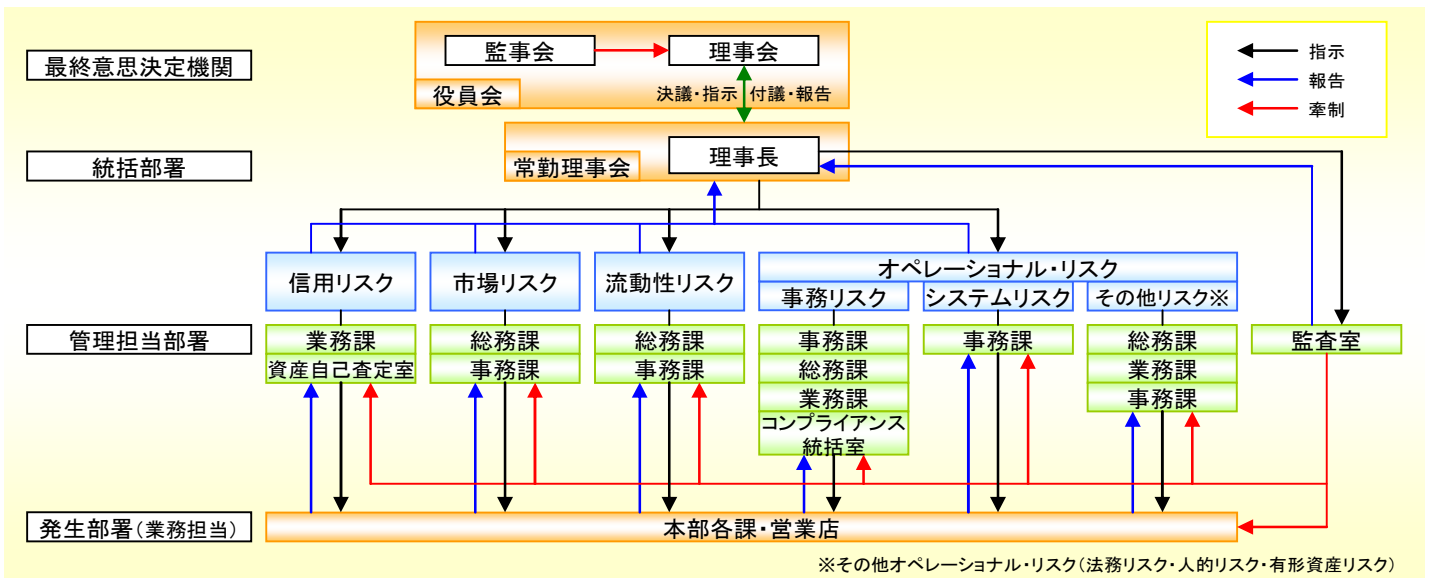 最終意思決定機関
監事会
理事会
役員会
決議・指示
付議・報告
指示
報告
牽制
統括部署
常勤理事会
理事長
信用リスク
市場リスク
流動性リスク
オペレーショナル・リスク
事務リスク
システムリスク
その他リスク※
管理担当部署
業務課
資産自己査定室
総務課
事務課
総務課
事務課
事務課
総務課
業務課
コンプライアンス
統括室
事務課
総務課
業務課
事務課
監査室
発生部署(業務担当)
本部各課・営業店
※その他オペレーショナル・リスク(法務リスク・人的リスク・有形資産リスク)